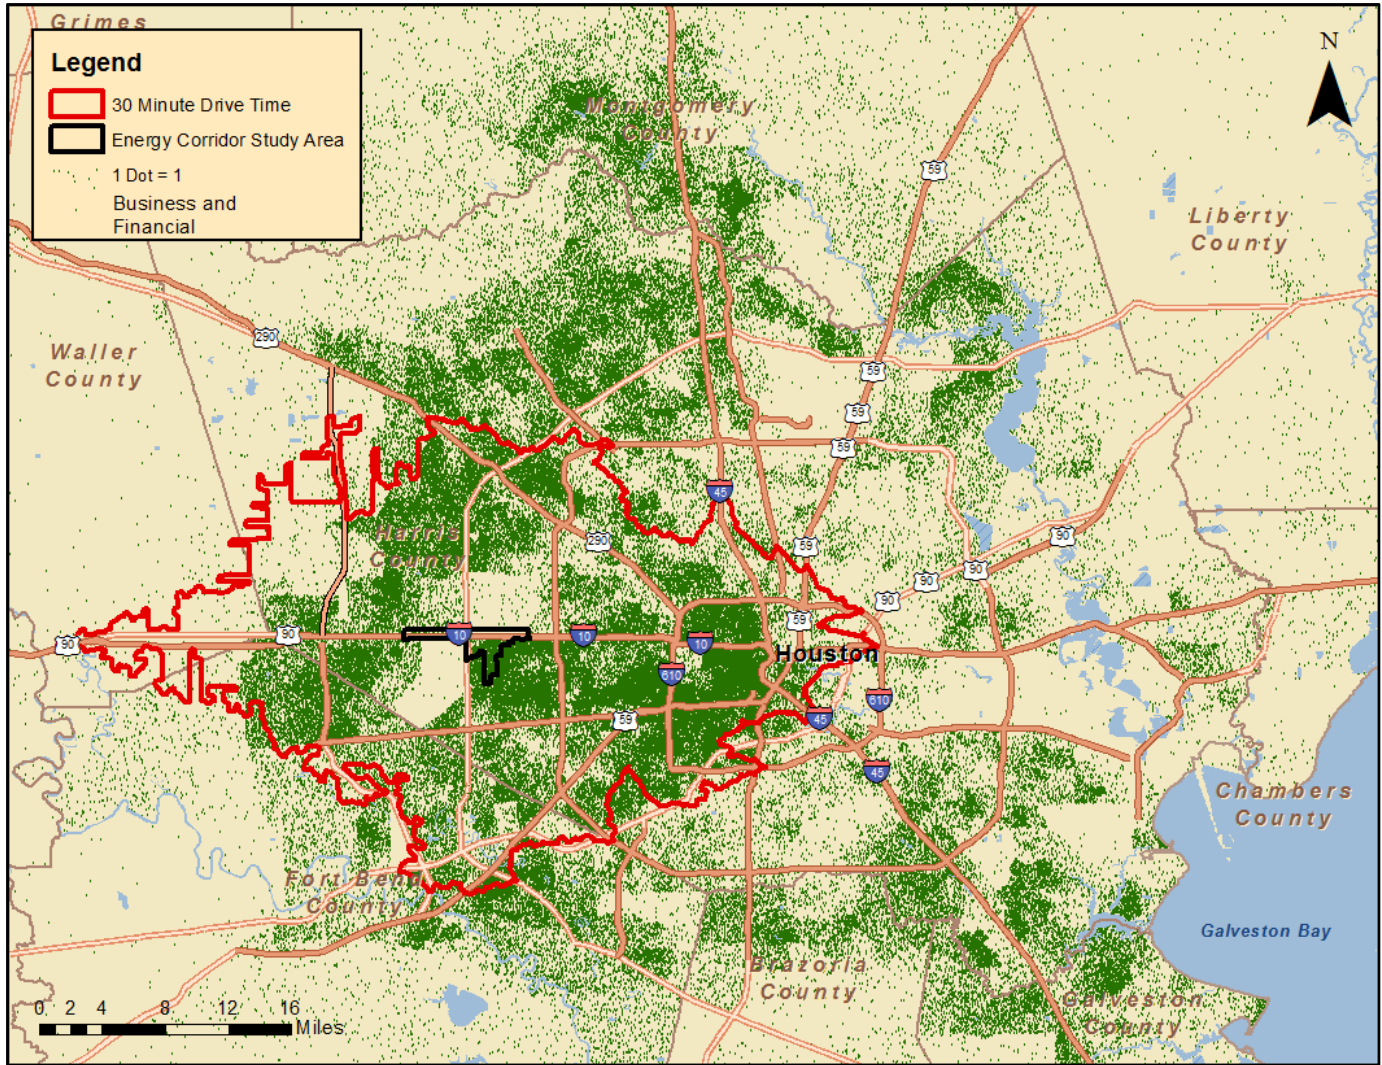 Grimes
Legend
30 Minute Drive Time
Energy Corridor Study Area
1 Dot = 1
Business and
Financial
N
Montgomery
County
59
Liberty
County
290
Waller
County
59
59
59
45
Harris
County
290
59
90
90
90
90
59
90
90
10
10
10
Houston
610
610
59
45
45
Chambers
County
Fort Bend
County
Galveston Bay
Brazoria
County
Galveston
County
0 2 4 8 12 16
Miles